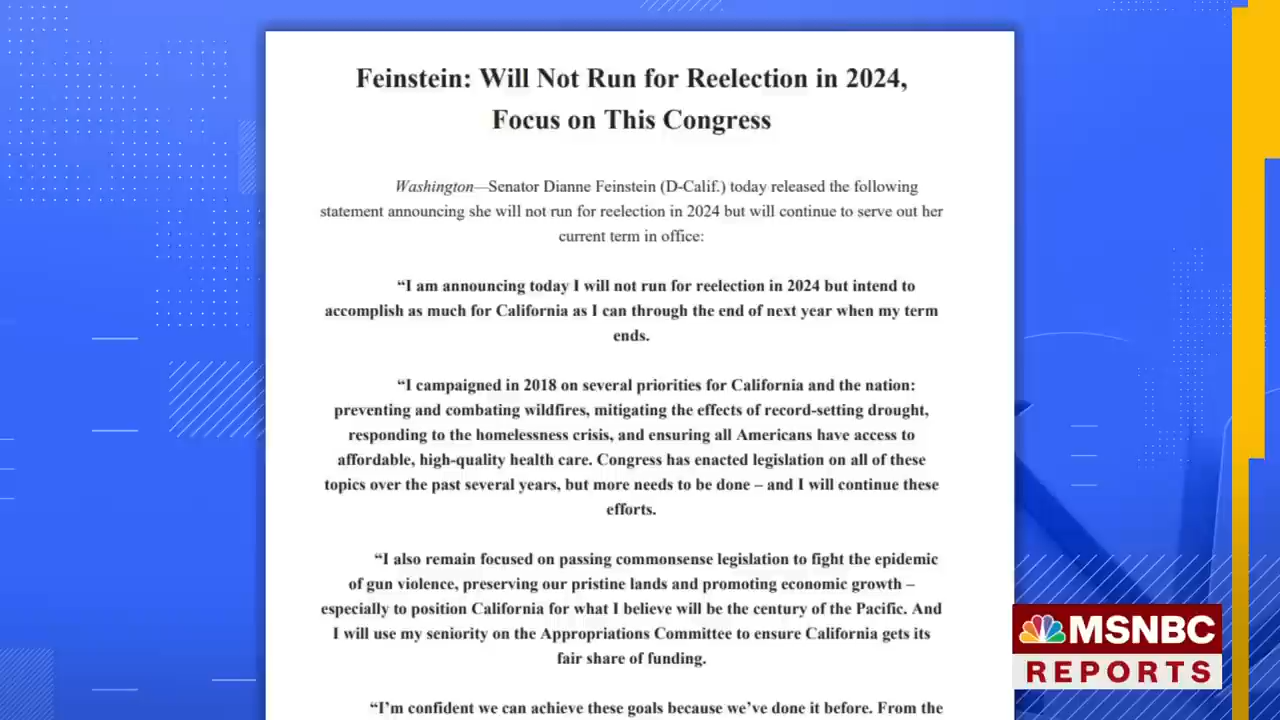 Feinstein: Will Not Run for Reelection in 2024,
Focus on This Congress
Washington—Senator Dianne Feinstein (D-Calif.) today released the following
statement announcing she will not run for reelection in 2024 but will continue to serve out her
current term in office:
“I am announcing today I will not run for reelection in 2024 but intend to
accomplish as much for California as I can through the end of next year when my term
ends.
“I campaigned in 2018 on several priorities for California and the nation:
preventing and combating wildfires, mitigating the effects of record-setting drought,
responding to the homelessness crisis, and ensuring all Americans have access to
affordable, high-quality health care. Congress has enacted legislation on all of these
topics over the past several years, but more needs to be done – and I will continue these
efforts.
“I also remain focused on passing commonsense legislation to fight the epidemic
of gun violence, preserving our pristine lands and promoting economic growth –
especially to position California for what I believe will be the century of the Pacific. And
I will use my seniority on the Appropriations Committee to ensure California gets its
fair share of funding.
“I’m confident we can achieve these goals because we’ve done it before. From the
MSNBC
REPORTS